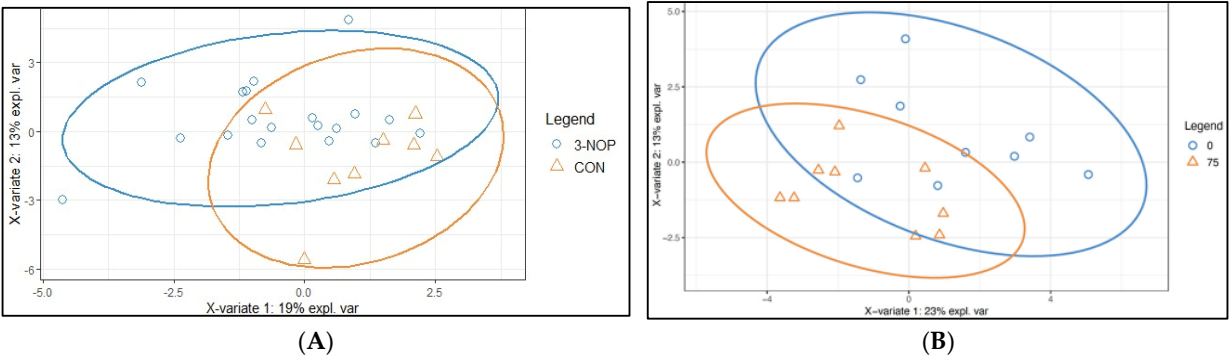 3
0
-3
-6
-5.0
-2.5
0.0
2.5
X-variate 2: 13% expl. var
X-variate 1: 19% expl. var
Legend
3-NOP
CON
(A)
5.0
2.5
0.0
−2.5
−4
0
4
X−variate 2: 13% expl. var
X−variate 1: 23% expl. var
Legend
0
75
(B)